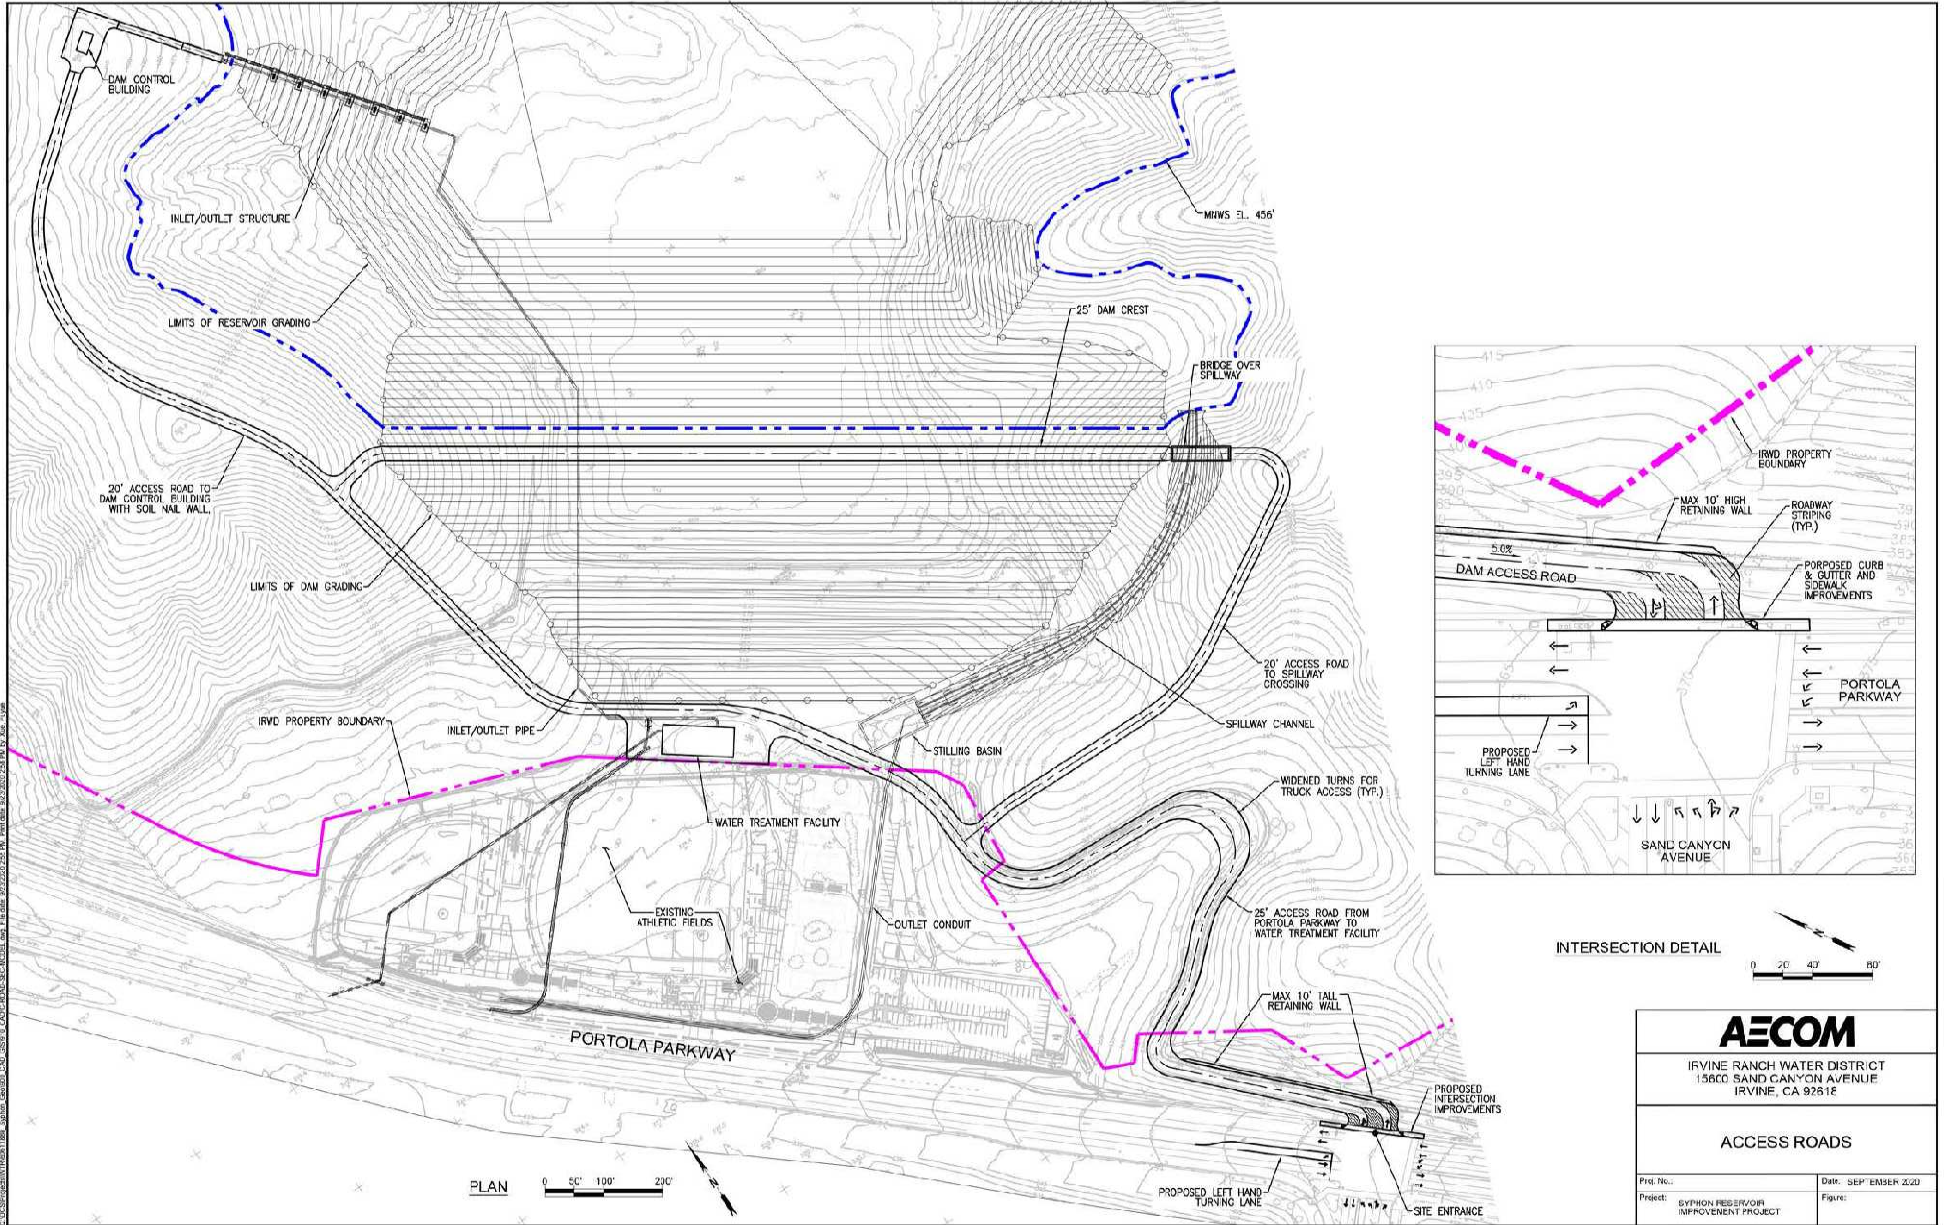 DAM CONTROL
BUILDING
INLET/OUTLET STRUCTURE
LIMITS OF RESERVOIR GRADING
MNWS EL. 456'
25' DAM CREST
BRIDGE OVER
SPILLWAY
20' ACCESS ROAD TO
DAM CONTROL BUILDING
WITH SOIL NAIL WALL.
LIMITS OF DAM GRADING
IRWD PROPERTY BOUNDARY
INLET/OUTLET PIPE
20' ACCESS ROAD
TO SPILLWAY
CROSSING
SPILLWAY CHANNEL
STILLING BASIN
WIDENED TURNS FOR
TRUCK ACCESS (TYP.)
WATER TREATMENT FACILITY
EXISTING
ATHLETIC FIELDS
OUTLET CONDUIT
25' ACCESS ROAD FROM
PORTOLA PARKWAY TO
WATER TREATMENT FACILITY
MAX 10' TALL
RETAINING WALL
PORTOLA PARKWAY
PROPOSED
INTERSECTION
IMPROVEMENTS
PROPOSED LEFT HAND
TURNING LANE
SITE ENTRANCE
PLAN
0 50' 100' 200'
415
410
IRWD PROPERTY
BOUNDARY
MAX 10' HIGH
RETAINING WALL
ROADWAY
STRIPING
(TYP.)
5.0%
DAM ACCESS ROAD
PORPOSED CURB
& GUTTER AND
SIDEWALK
IMPROVEMENTS
PORTOLA
PARKWAY
PROPOSED
LEFT HAND
TURNING LANE
SAND CANYON
AVENUE
INTERSECTION DETAIL
0 20' 40' 80'
AECOM
IRVINE RANCH WATER DISTRICT
15600 SAND CANYON AVENUE
IRVINE, CA 92618
ACCESS ROADS
Proj. No.:
Date: SEPTEMBER 2020
Project: SYPHON RESERVOIR
IMPROVEMENT PROJECT
Figure: